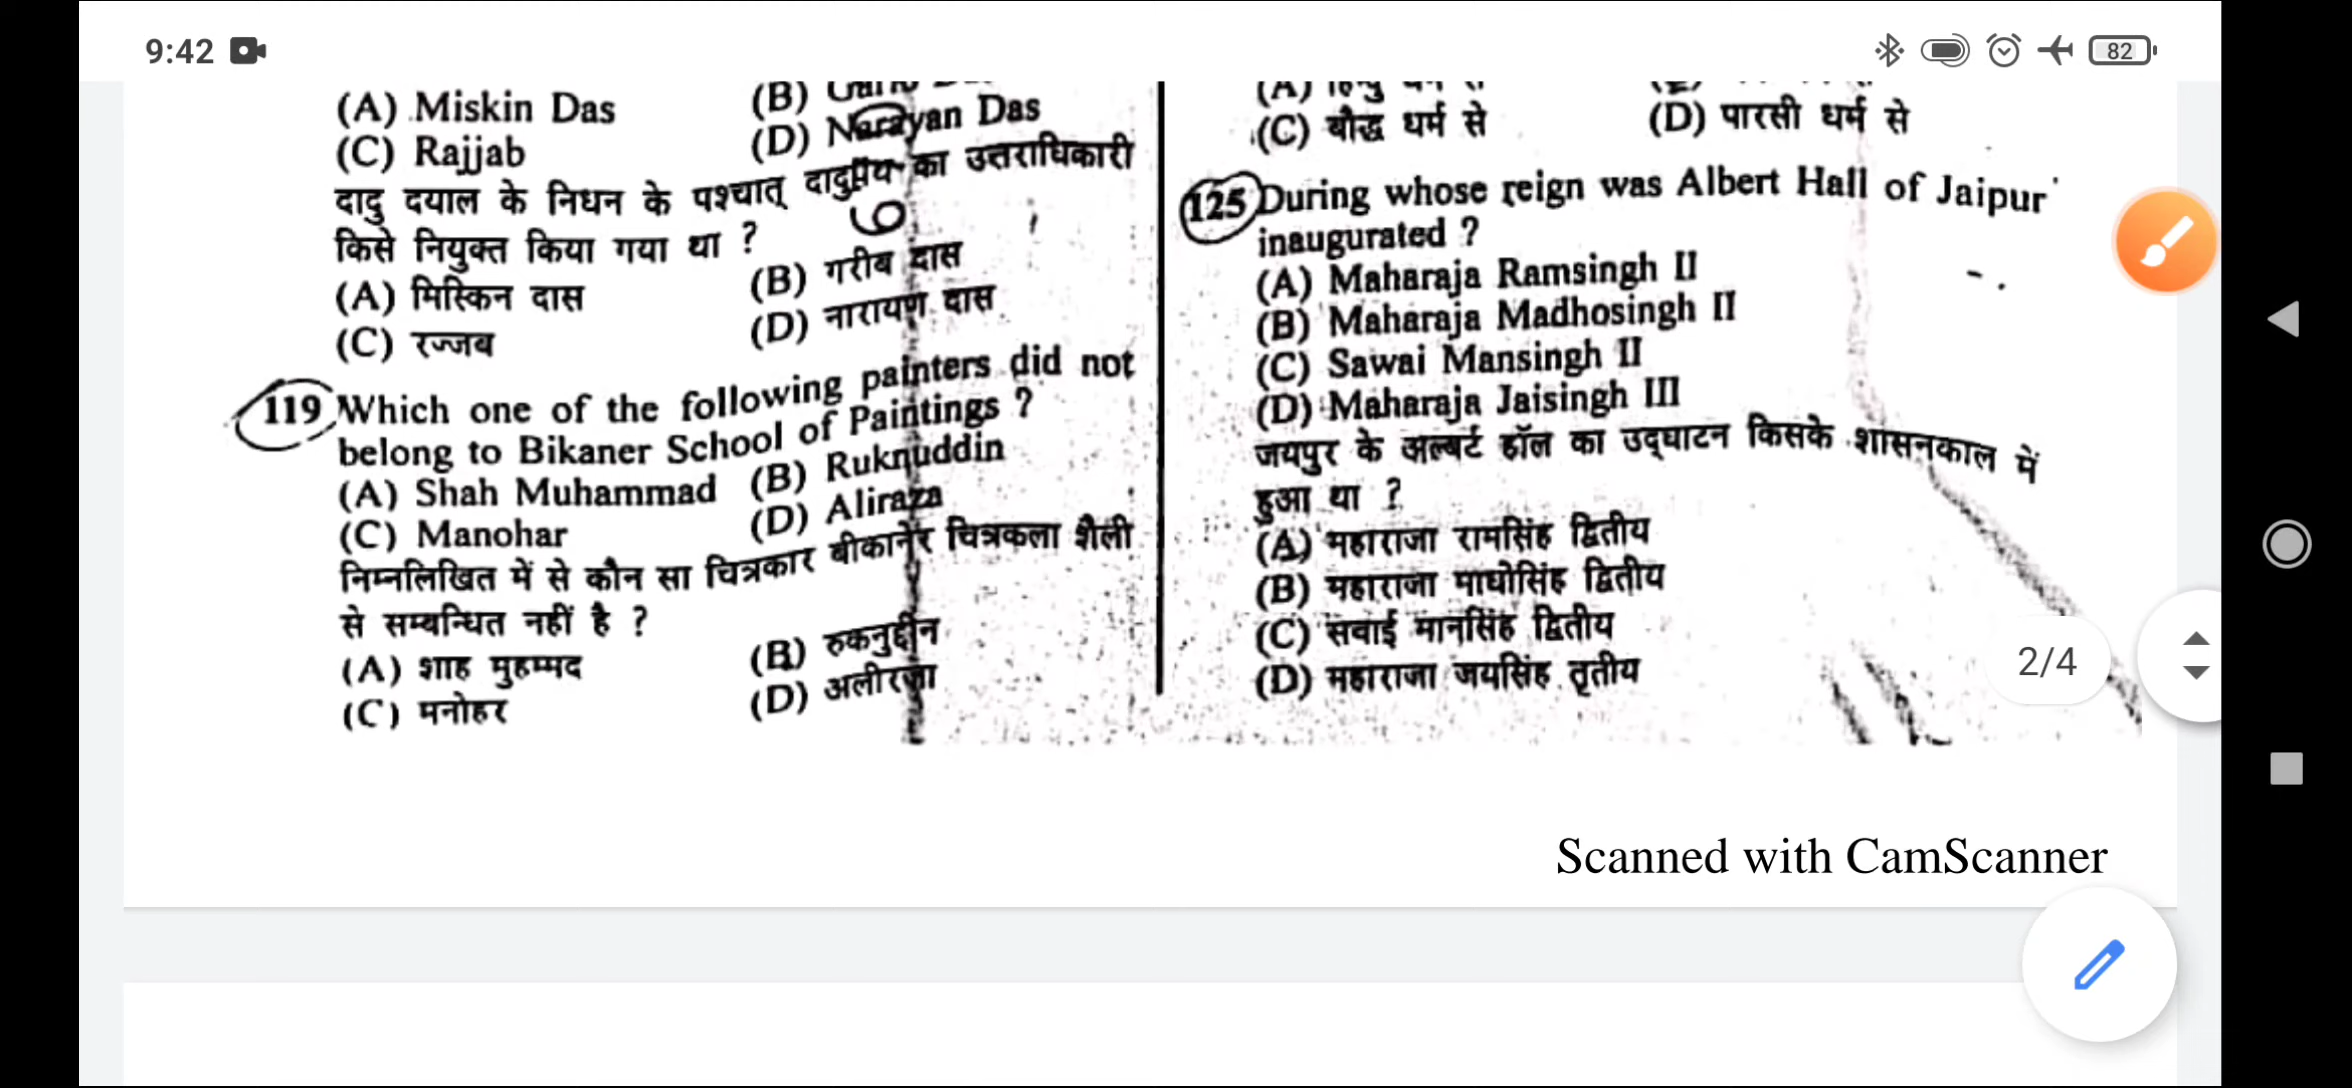 9:42
82
(A) Miskin Das
(B)
(C) Rajjab
(D) Narayan Das
दादु दयाल के निधन के पश्चात् दादुपंथ का उत्तराधिकारी
किसे नियुक्त किया गया था ?
(A) मिस्किन दास
(B) गरीब दास
(C) रज्जब
(D) नारायण दास
119 Which one of the following painters did not
belong to Bikaner School of Paintings ?
(A) Shah Muhammad
(B) Ruknuddin
(C) Manohar
(D) Aliraza
निम्नलिखित में से कौन सा चित्रकार बीकानेर चित्रकला शैली
से सम्बन्धित नहीं है ?
(A) शाह मुहम्मद
(B) रुकनुद्दीन
(C) मनोहर
(D) अलीरज़ा
(A)
(C) बौद्ध धर्म से
(D) पारसी धर्म से
125 During whose reign was Albert Hall of Jaipur
inaugurated ?
(A) Maharaja Ramsingh II
(B) Maharaja Madhosingh II
(C) Sawai Mansingh II
(D) Maharaja Jaisingh III
जयपुर के अल्बर्ट हॉल का उद्घाटन किसके शासनकाल में
हुआ था ?
(A) महाराजा रामसिंह द्वितीय
(B) महाराजा माधोसिंह द्वितीय
(C) सवाई मानसिंह द्वितीय
(D) महाराजा जयसिंह तृतीय
2/4
Scanned with CamScanner